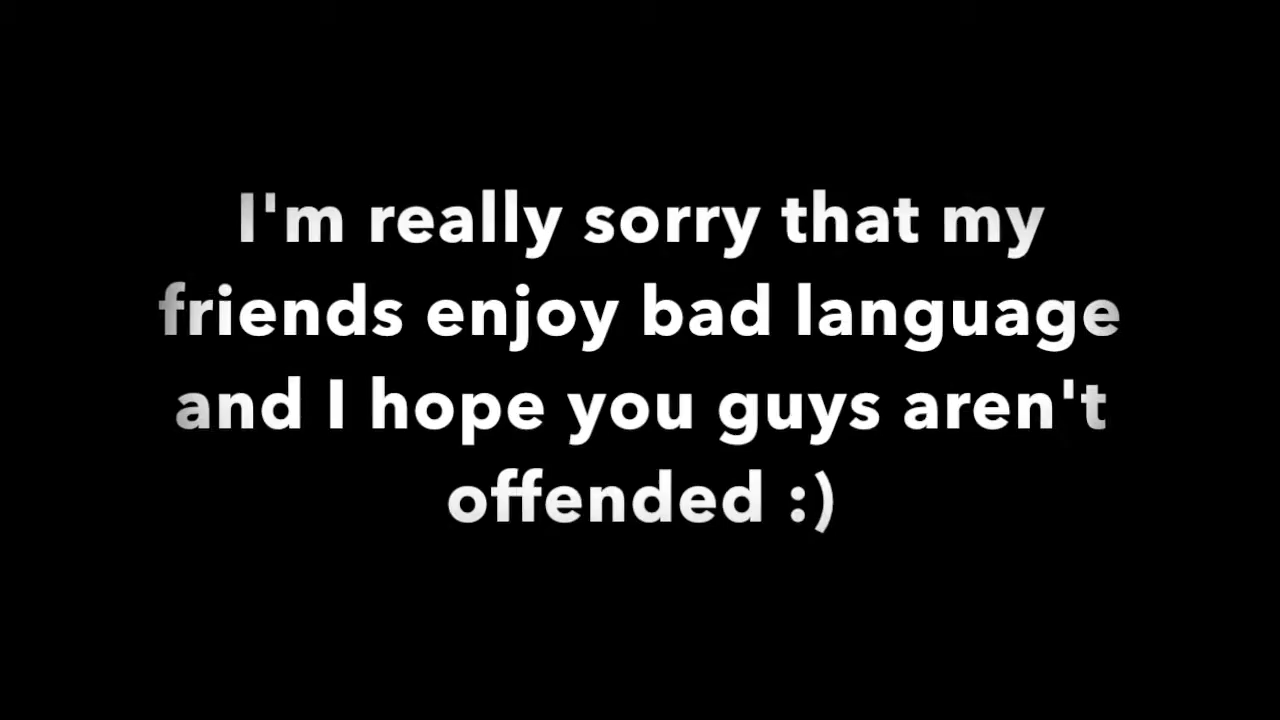 I'm really sorry that my
friends enjoy bad language
and I hope you guys aren't
offended :)